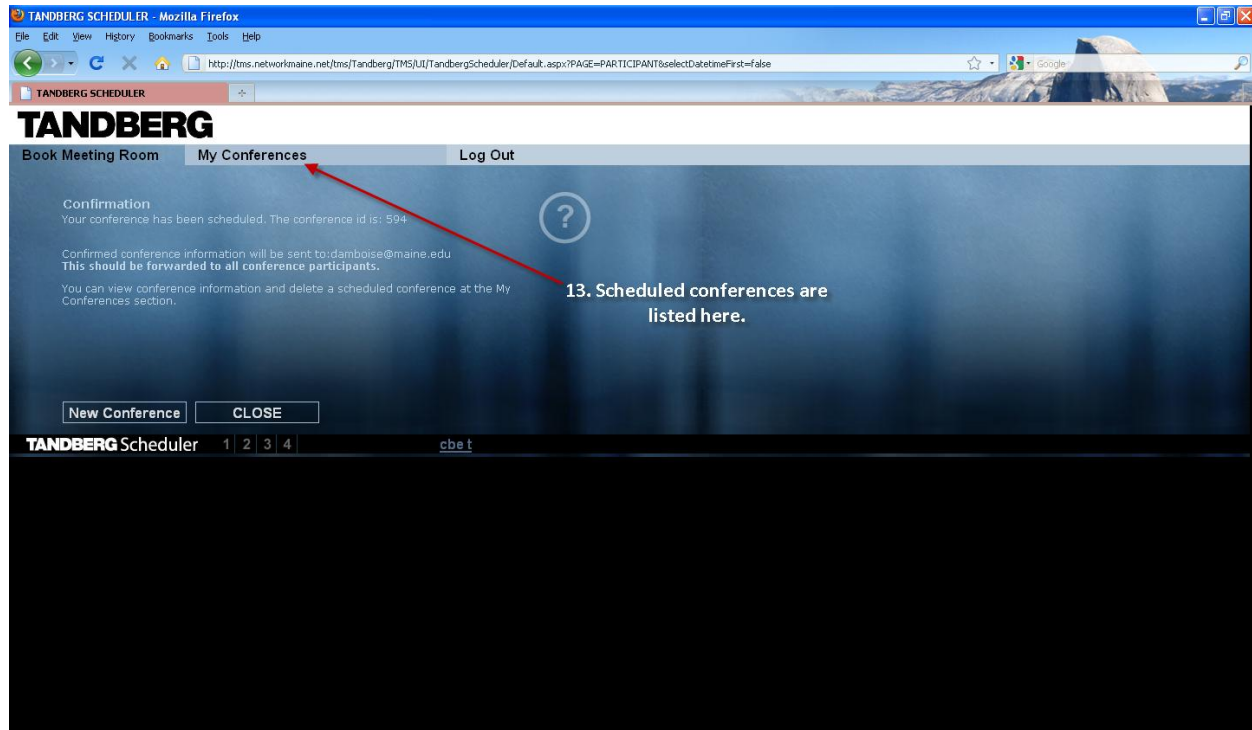 TANDBERG SCHEDULER - Mozilla Firefox
File Edit View History Bookmarks Tools Help
http://tms.networkmaine.net/tms/Tandberg/TMS/UI/TandbergScheduler/Default.aspx?PAGE=PARTICIPANT&selectDatetimeFirst=false
Google
TANDBERG SCHEDULER
TANDBERG
Book Meeting Room My Conferences Log Out
Confirmation
Your conference has been scheduled. The conference id is: 594
?
Confirmed conference information will be sent to:damboise@maine.edu
This should be forwarded to all conference participants.
You can view conference information and delete a scheduled conference at the My
Conferences section.
13. Scheduled conferences are
listed here.
New Conference CLOSE
TANDBERG Scheduler 1 2 3 4 cbe t